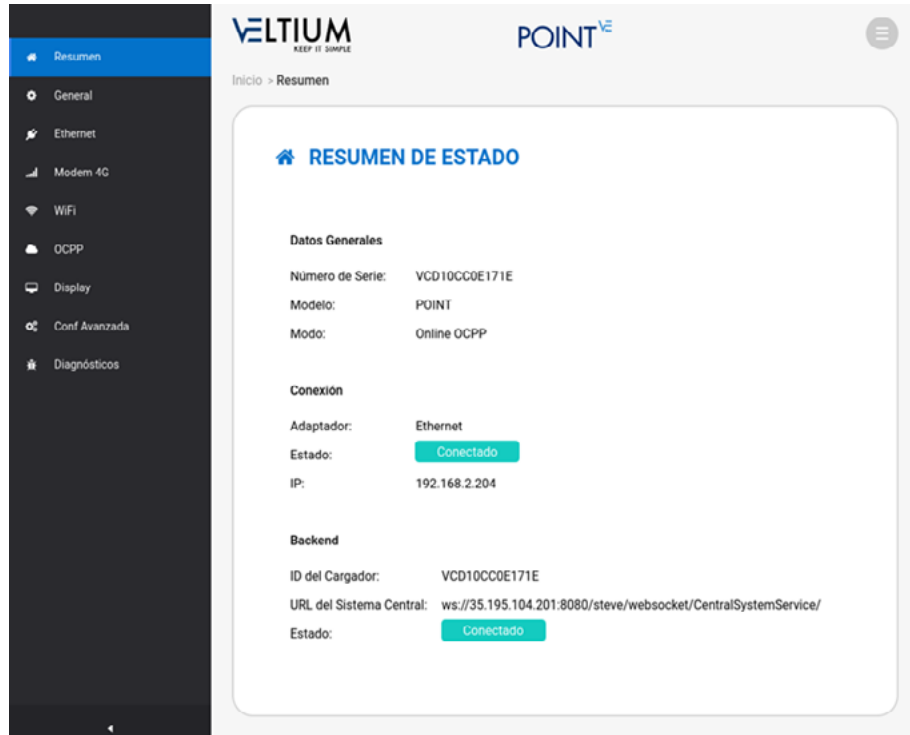 VELTIUM
KEEP IT SIMPLE
POINT VE
Inicio > Resumen
Resumen
General
Ethernet
Modem 4G
WiFi
OCPP
Display
Conf Avanzada
Diagnósticos
RESUMEN DE ESTADO
Datos Generales
Número de Serie: VCD10CC0E171E
Modelo: POINT
Modo: Online OCPP
Conexión
Adaptador: Ethernet
Estado: Conectado
IP: 192.168.2.204
Backend
ID del Cargador: VCD10CC0E171E
URL del Sistema Central: ws://35.195.104.201:8080/steve/websocket/CentralSystemService/
Estado: Conectado